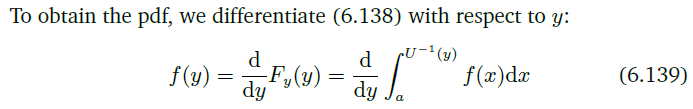 To obtain the pdf, we differentiate (6.138) with respect to y:
f(y) = d/dy F_y(y) = d/dy ∫_a^{U^{-1}(y)} f(x)dx (6.139)